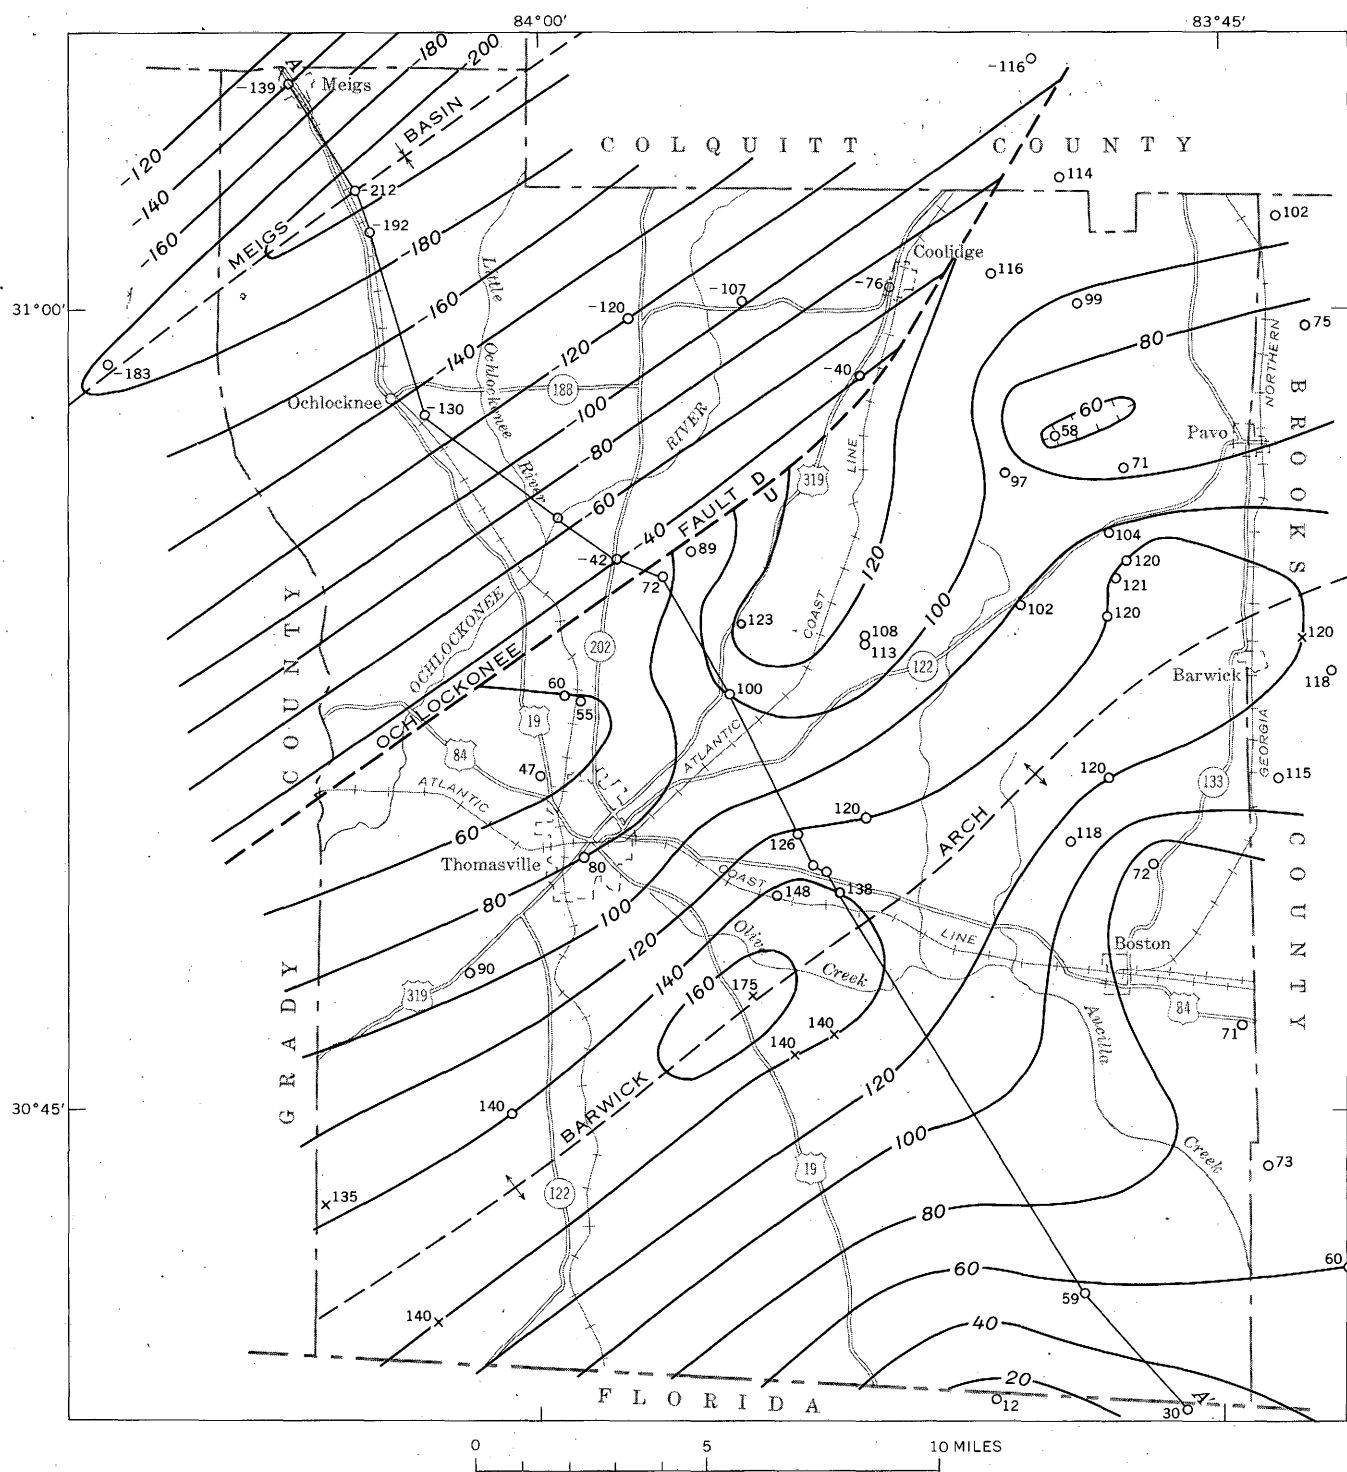 84°00'
83°45'
-180
-200
-116
A
-139
Meigs
BASIN
COLQUITT COUNTY
-120
-140
-160
MEIGS
-212
-192
-180
114
102
Coolidge
116
Little
Ochlockonee
River
-107
-76
-120
99
31°00'
-160
75
80
-183
-140
-120
188
-40
NORTHERN
BROOKS
Ochlocknee
-130
-100
RIVER
60
58
Pavo
-80
LINE
319
71
97
-60
-40
FAULT
D
U
89
104
120
121
-42
72
120
100
120
102
123
COAST
108
113
COUNTY
OCHLOCKONEE
202
122
120
Barwick
118
OCHLOCKONEE
60
55
100
19
84
ATLANTIC
GEORGIA
47
ATLANTIC
120
133
115
60
120
126
ARCH
118
COUNTY
Thomasville
80
72
80
COAST
148
138
100
LINE
Boston
120
Olive
Creek
90
140
160
175
319
84
71
Aucilla
140
140
GRADY
120
30°45'
140
BARWICK
100
Creek
19
73
135
122
80
60
60
59
140
40
20
A'
FLORIDA
12
30
0 5 10 MILES